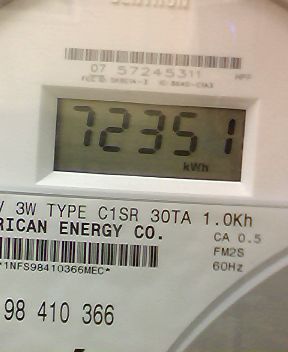 07 57245311
72351
kWh
V 3W TYPE C1SR 30TA 1.0Kh
RICAN ENERGY CO.
CA 0.5
FM2S
60Hz
*1NFS98410366MEC*
98 410 366